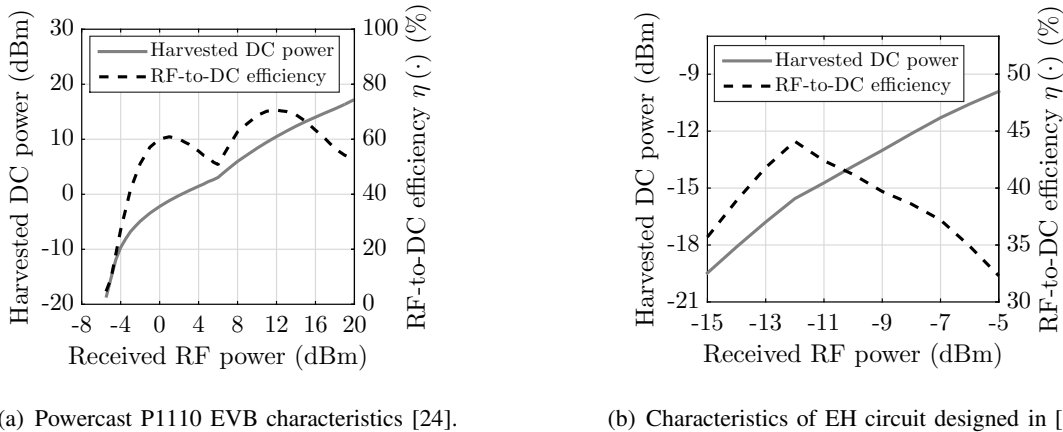 Harvested DC power (dBm)
30
20
10
0
-10
-20
Harvested DC power
RF-to-DC efficiency
100
80
60
40
20
0
RF-to-DC efficiency η (·) (%)
-8 -4 0 4 8 12 16 20
Received RF power (dBm)
(a) Powercast P1110 EVB characteristics [24].
Harvested DC power (dBm)
-9
-12
-15
-18
-21
Harvested DC power
RF-to-DC efficiency
50
45
40
35
30
RF-to-DC efficiency η (·) (%)
-15 -13 -11 -9 -7 -5
Received RF power (dBm)
(b) Characteristics of EH circuit designed in [